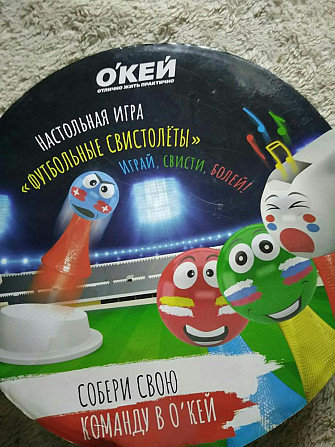 О'КЕЙ
ОТЛИЧНО ЖИТЬ ПРАКТИЧНО
НАСТОЛЬНАЯ ИГРА
«ФУТБОЛЬНЫЕ СВИСТОЛЁТЫ»
ИГРАЙ, СВИСТИ, БОЛЕЙ!
СОБЕРИ СВОЮ
КОМАНДУ В О'КЕЙ